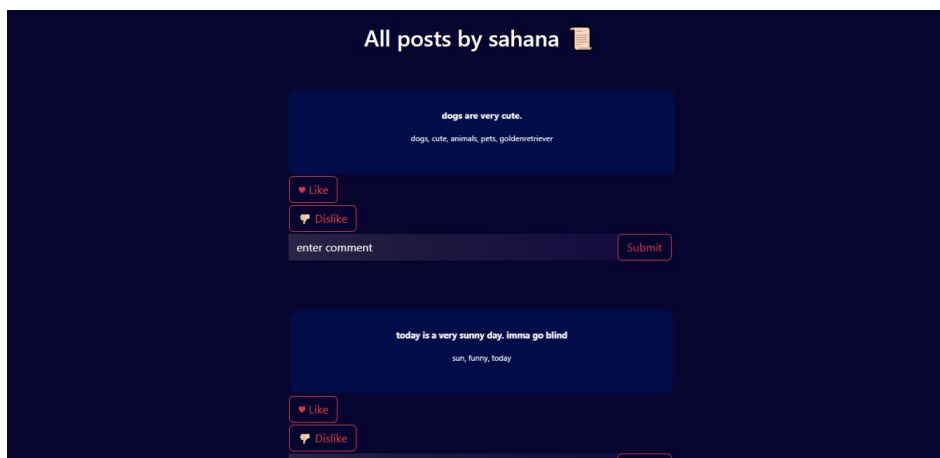 All posts by sahana 📜
dogs are very cute.
dogs, cute, animals, pets, goldenretriever
♥ Like
👎🏻 Dislike
enter comment Submit
today is a very sunny day. imma go blind
sun, funny, today
♥ Like
👎🏻 Dislike